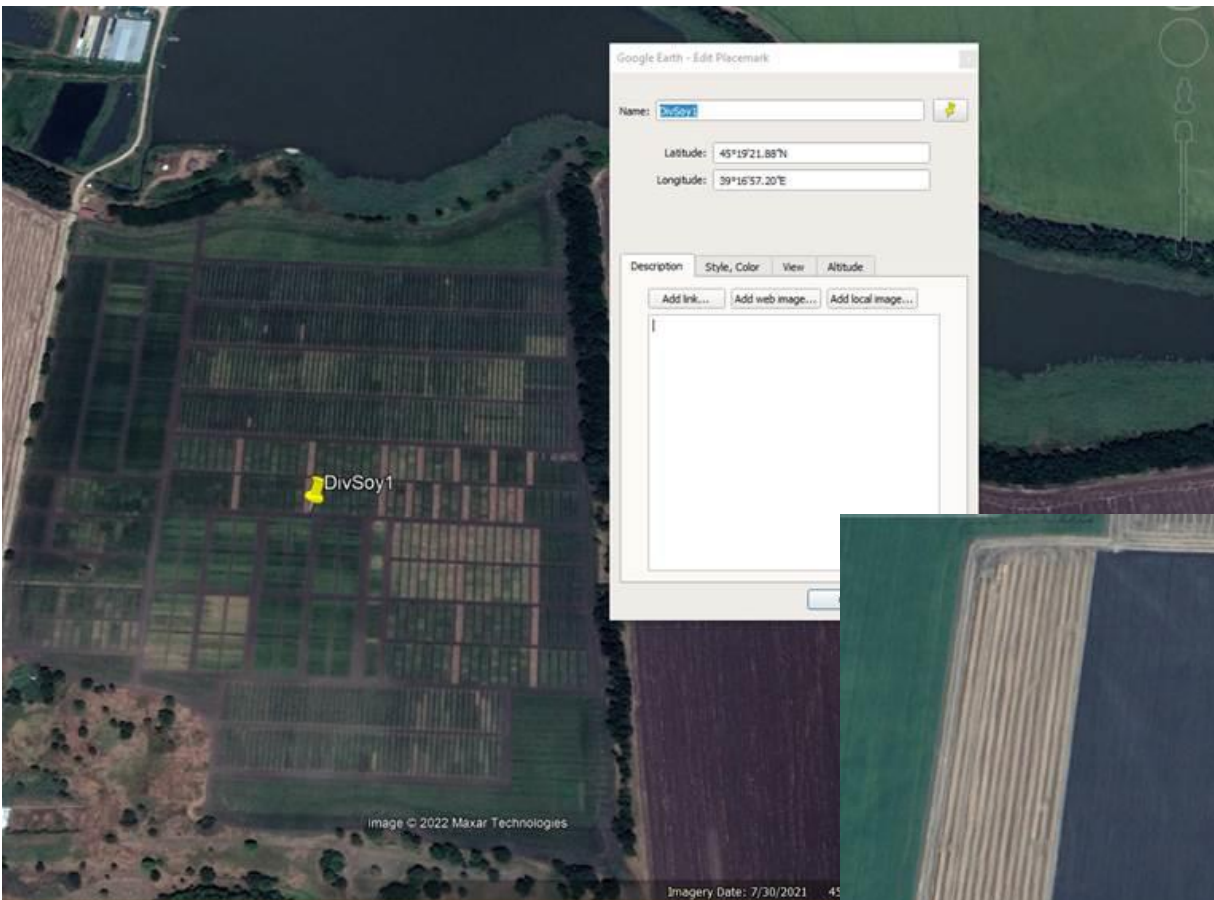 Google Earth - Edit Placemark
Name: DivSoy1
Latitude: 45°19'21.88"N
Longitude: 39°16'57.20"E
Description Style, Color View Altitude
Add link... Add web image... Add local image...
DivSoy1
Image © 2022 Maxar Technologies
Imagery Date: 7/30/2021 45